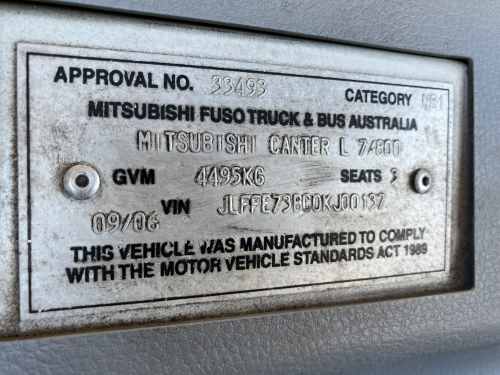 APPROVAL NO. 33493 CATEGORY NB1
MITSUBISHI FUSO TRUCK & BUS AUSTRALIA
MITSUBISHI CANTER L 7/800
GVM 4495KG SEATS 3
09/06 VIN JLFFE73BC0KJ00137
THIS VEHICLE WAS MANUFACTURED TO COMPLY
WITH THE MOTOR VEHICLE STANDARDS ACT 1989